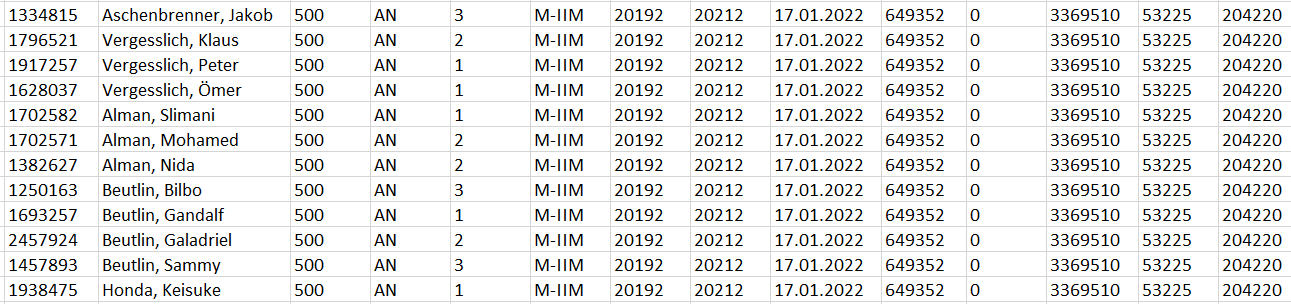 1334815 Aschenbrenner, Jakob 500 AN 3 M-IIM 20192 20212 17.01.2022 649352 0 3369510 53225 204220
1796521 Vergesslich, Klaus 500 AN 2 M-IIM 20192 20212 17.01.2022 649352 0 3369510 53225 204220
1917257 Vergesslich, Peter 500 AN 1 M-IIM 20192 20212 17.01.2022 649352 0 3369510 53225 204220
1628037 Vergesslich, Ömer 500 AN 1 M-IIM 20192 20212 17.01.2022 649352 0 3369510 53225 204220
1702582 Alman, Slimani 500 AN 1 M-IIM 20192 20212 17.01.2022 649352 0 3369510 53225 204220
1702571 Alman, Mohamed 500 AN 2 M-IIM 20192 20212 17.01.2022 649352 0 3369510 53225 204220
1382627 Alman, Nida 500 AN 2 M-IIM 20192 20212 17.01.2022 649352 0 3369510 53225 204220
1250163 Beutlin, Bilbo 500 AN 3 M-IIM 20192 20212 17.01.2022 649352 0 3369510 53225 204220
1693257 Beutlin, Gandalf 500 AN 1 M-IIM 20192 20212 17.01.2022 649352 0 3369510 53225 204220
2457924 Beutlin, Galadriel 500 AN 2 M-IIM 20192 20212 17.01.2022 649352 0 3369510 53225 204220
1457893 Beutlin, Sammy 500 AN 3 M-IIM 20192 20212 17.01.2022 649352 0 3369510 53225 204220
1938475 Honda, Keisuke 500 AN 1 M-IIM 20192 20212 17.01.2022 649352 0 3369510 53225 204220